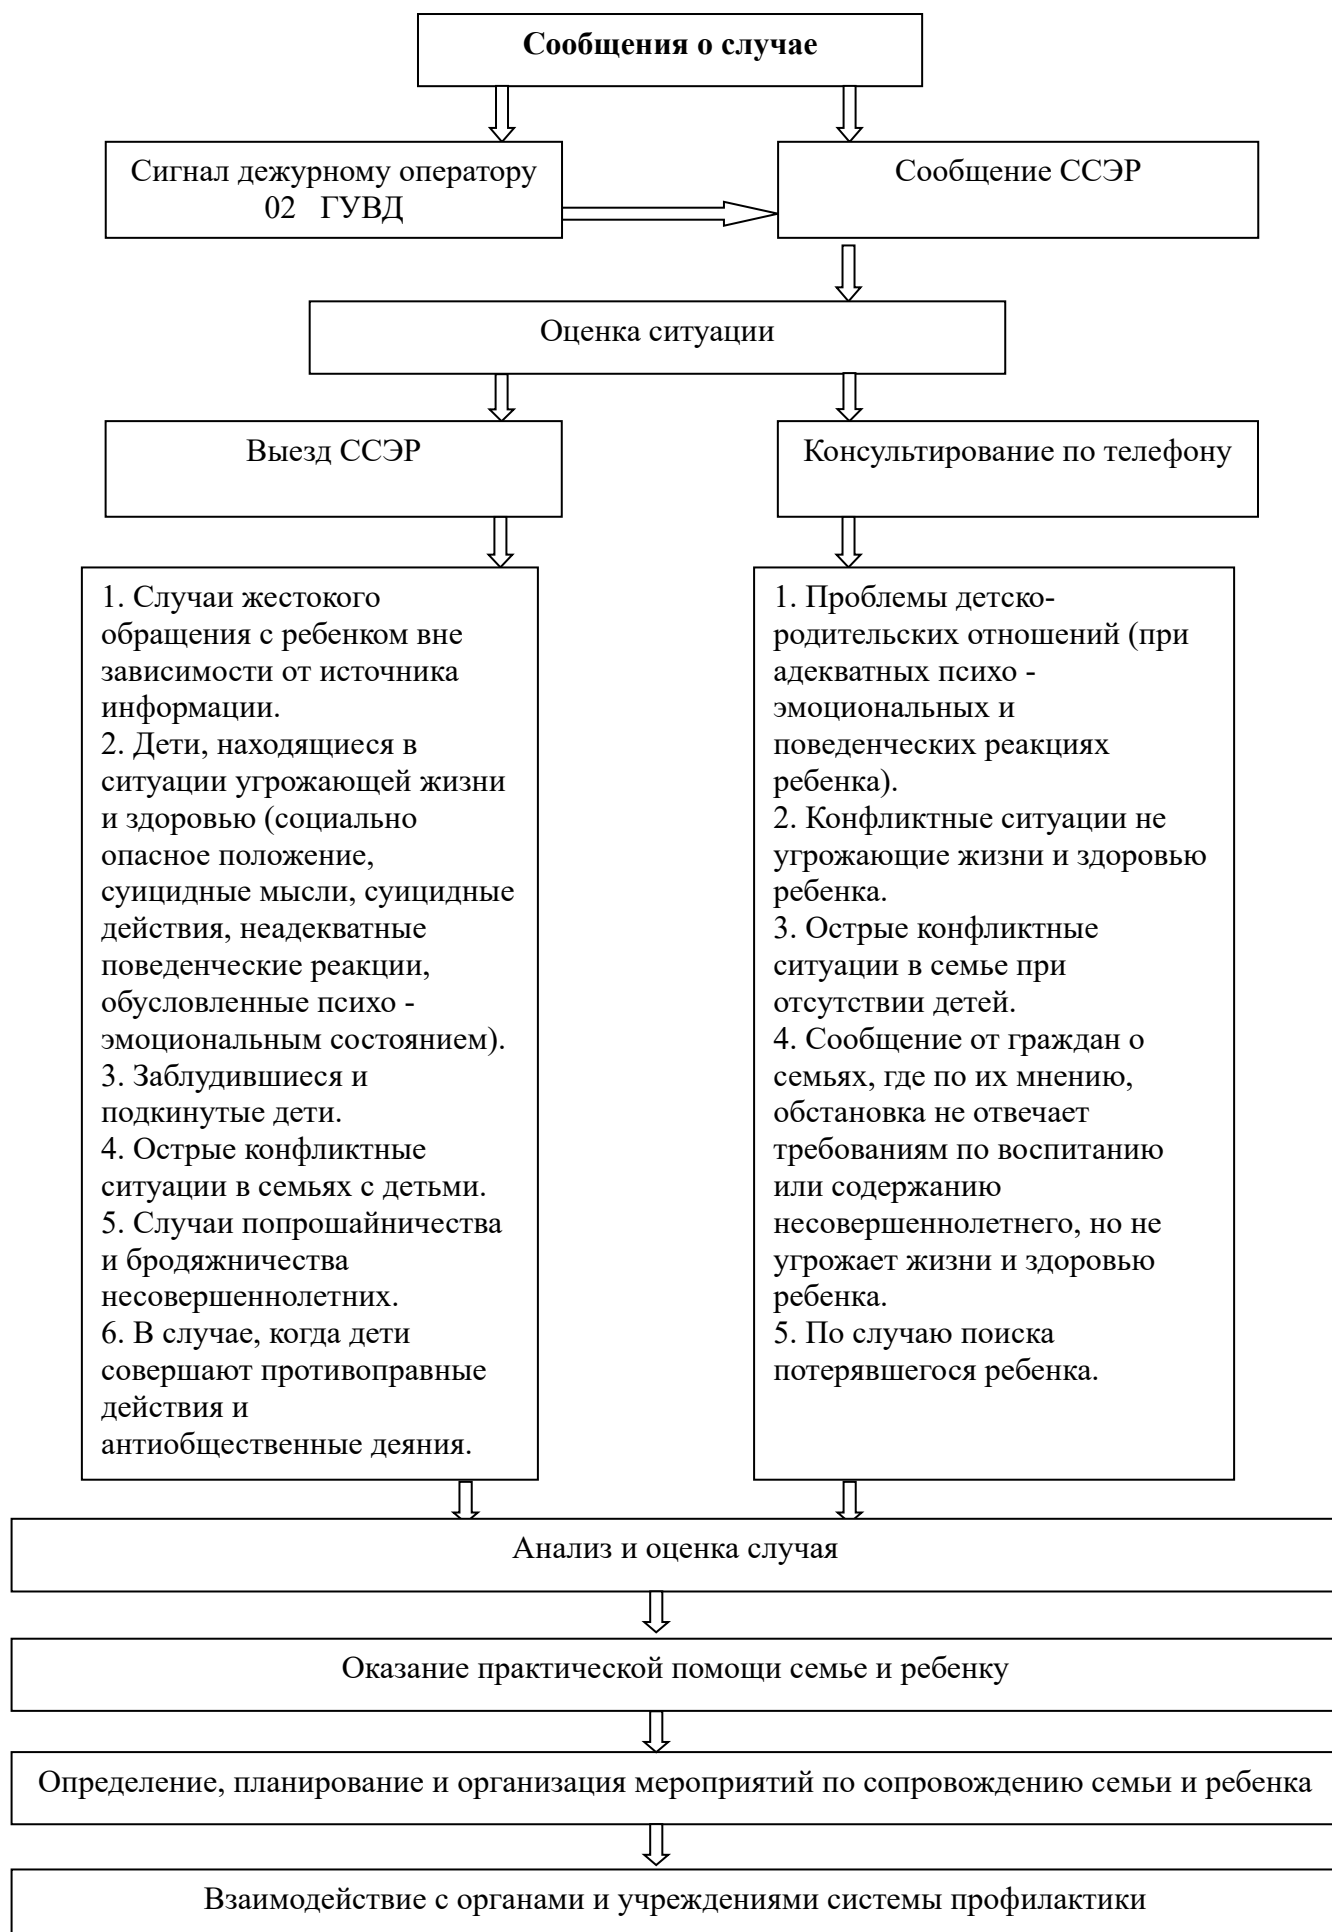 Сообщения о случае
Сигнал дежурному оператору
02   ГУВД
Сообщение ССЭР
Оценка ситуации
Выезд ССЭР
Консультирование по телефону
1. Случаи жестокого
обращения с ребенком вне
зависимости от источника
информации.
2. Дети, находящиеся в
ситуации угрожающей жизни
и здоровью (социально
опасное положение,
суицидные мысли, суицидные
действия, неадекватные
поведенческие реакции,
обусловленные психо -
эмоциональным состоянием).
3. Заблудившиеся и
подкинутые дети.
4. Острые конфликтные
ситуации в семьях с детьми.
5. Случаи попрошайничества
и бродяжничества
несовершеннолетних.
6. В случае, когда дети
совершают противоправные
действия и
антиобщественные деяния.
1. Проблемы детско-
родительских отношений (при
адекватных психо -
эмоциональных и
поведенческих реакциях
ребенка).
2. Конфликтные ситуации не
угрожающие жизни и здоровью
ребенка.
3. Острые конфликтные
ситуации в семье при
отсутствии детей.
4. Сообщение от граждан о
семьях, где по их мнению,
обстановка не отвечает
требованиям по воспитанию
или содержанию
несовершеннолетнего, но не
угрожает жизни и здоровью
ребенка.
5. По случаю поиска
потерявшегося ребенка.
Анализ и оценка случая
Оказание практической помощи семье и ребенку
Определение, планирование и организация мероприятий по сопровождению семьи и ребенка
Взаимодействие с органами и учреждениями системы профилактики